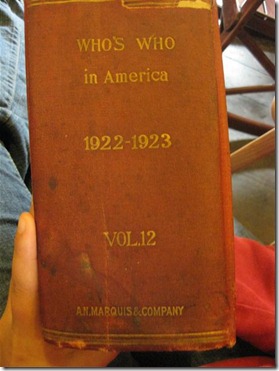 WHO'S WHO
in America
1922-1923
VOL.12
A.N.MARQUIS & COMPANY